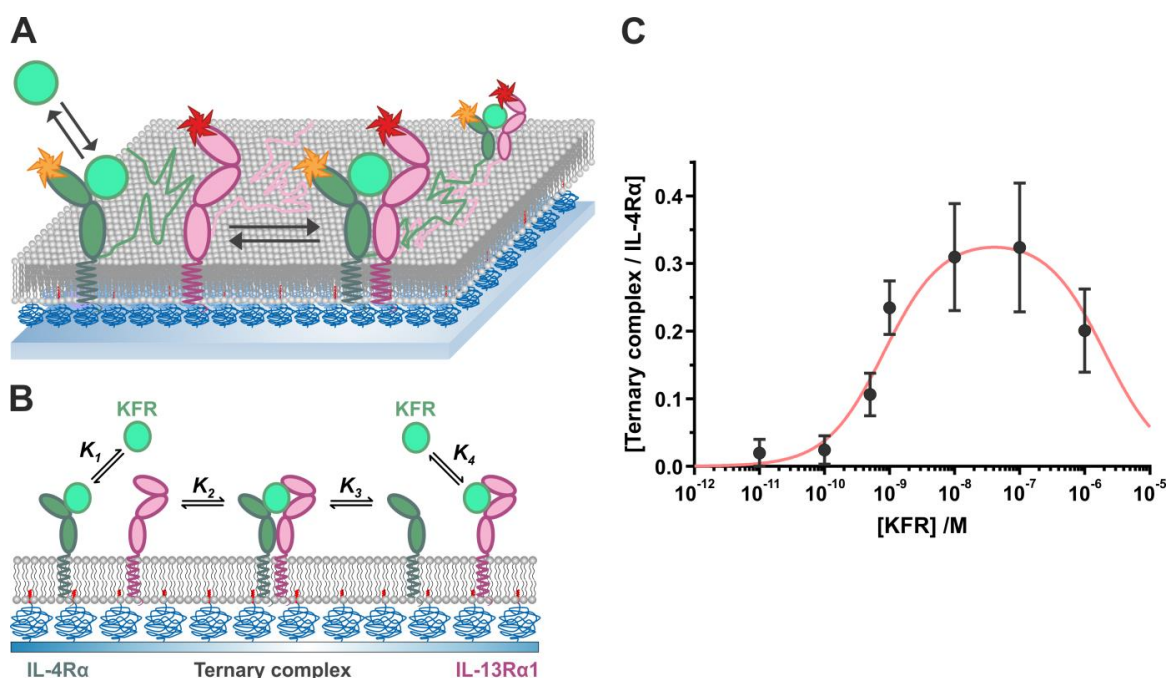 A
B
KFR
KFR
K1
K2
K3
K4
IL-4Rα
Ternary complex
IL-13Rα1
C
[Ternary complex / IL-4Rα]
0.4
0.3
0.2
0.1
0.0
10-12
10-11
10-10
10-9
10-8
10-7
10-6
10-5
[KFR] /M